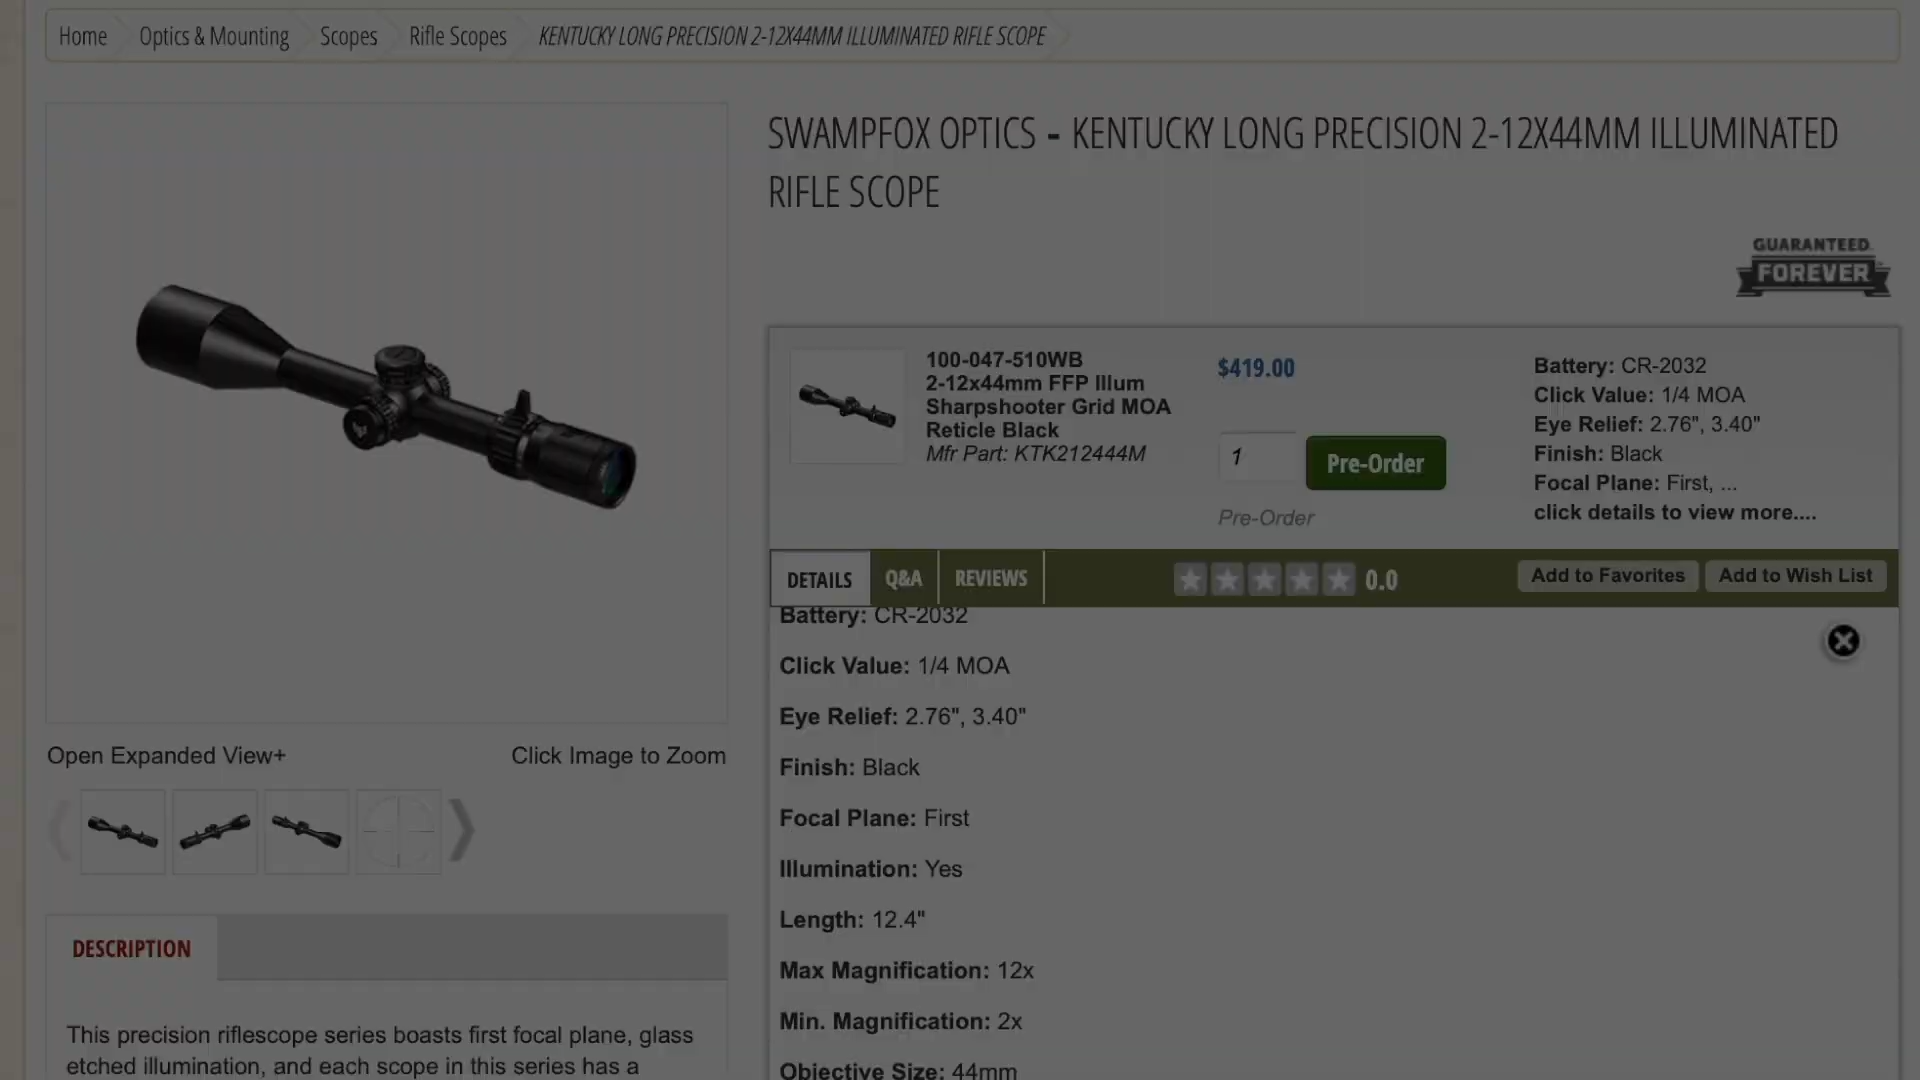 Home
Optics & Mounting
Scopes
Rifle Scopes
KENTUCKY LONG PRECISION 2-12X44MM ILLUMINATED RIFLE SCOPE
SWAMPFOX OPTICS - KENTUCKY LONG PRECISION 2-12X44MM ILLUMINATED
RIFLE SCOPE
GUARANTEED
FOREVER
100-047-510WB
2-12x44mm FFP Illum
Sharpshooter Grid MOA
Reticle Black
Mfr Part: KTK212444M
$419.00
1
Pre-Order
Pre-Order
Battery: CR-2032
Click Value: 1/4 MOA
Eye Relief: 2.76", 3.40"
Finish: Black
Focal Plane: First, ...
click details to view more....
DETAILS
Q&A
REVIEWS
0.0
Add to Favorites
Add to Wish List
Battery: CR-2032
Click Value: 1/4 MOA
Eye Relief: 2.76", 3.40"
Finish: Black
Focal Plane: First
Illumination: Yes
Length: 12.4"
Max Magnification: 12x
Min. Magnification: 2x
Objective Size: 44mm
Open Expanded View+
Click Image to Zoom
DESCRIPTION
This precision riflescope series boasts first focal plane, glass
etched illumination, and each scope in this series has a